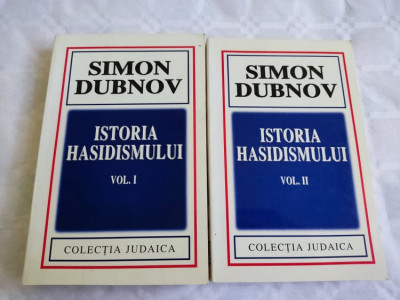 SIMON
DUBNOV
ISTORIA
HASIDISMULUI
VOL. I
COLECȚIA JUDAICA
SIMON
DUBNOV
ISTORIA
HASIDISMULUI
VOL. II
COLECȚIA JUDAICA